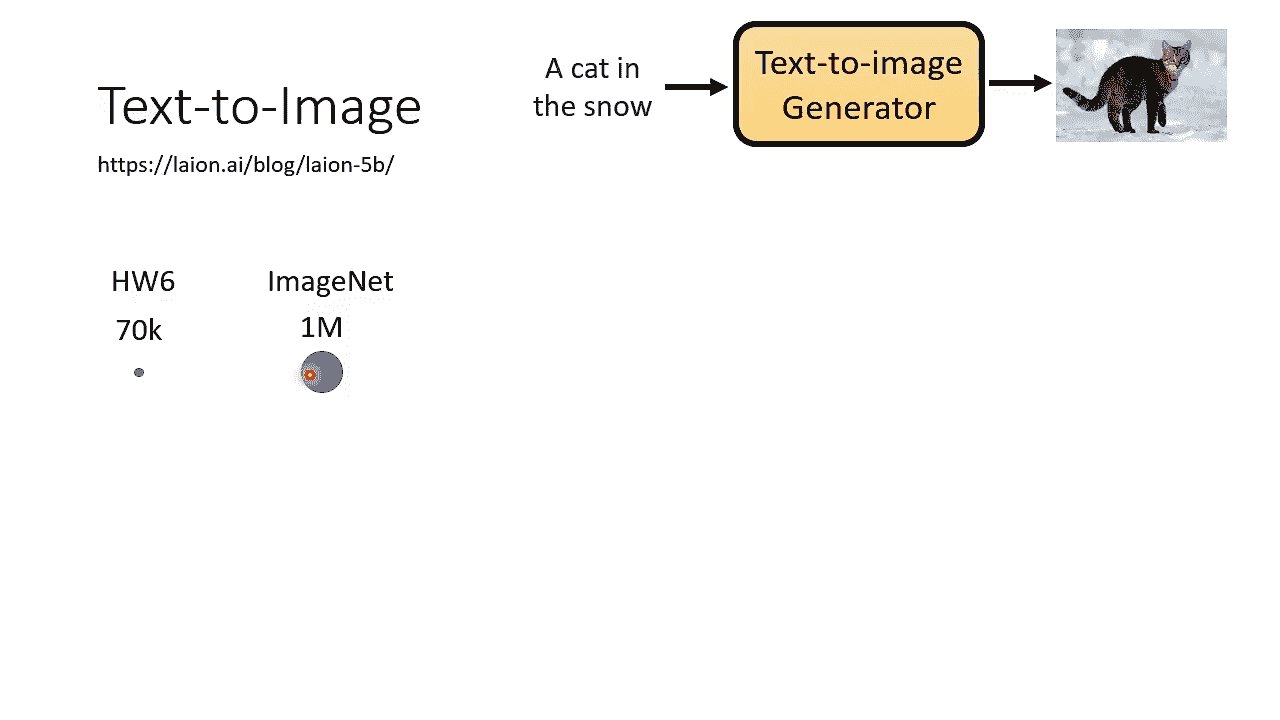 Text-to-Image
https://laion.ai/blog/laion-5b/
A cat in
the snow
Text-to-image
Generator
HW6
ImageNet
70k
1M